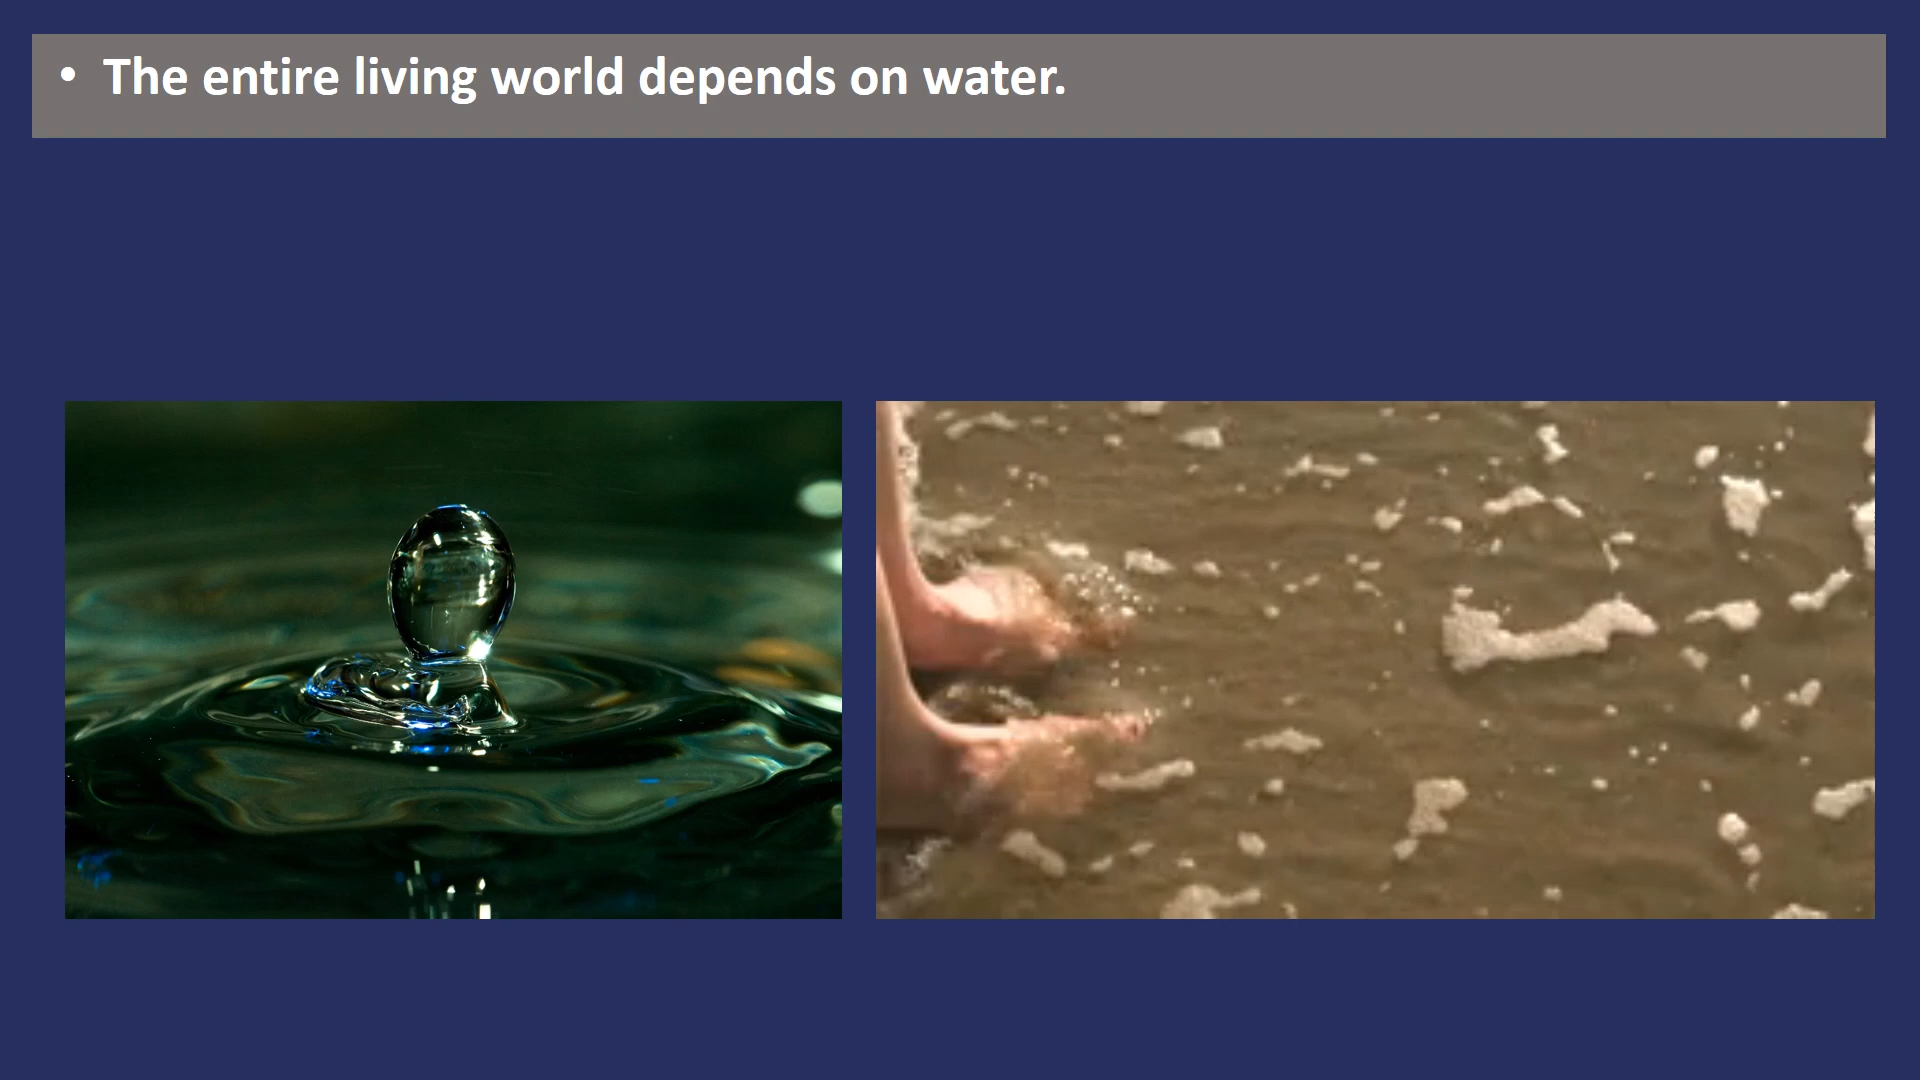 • The entire living world depends on water.